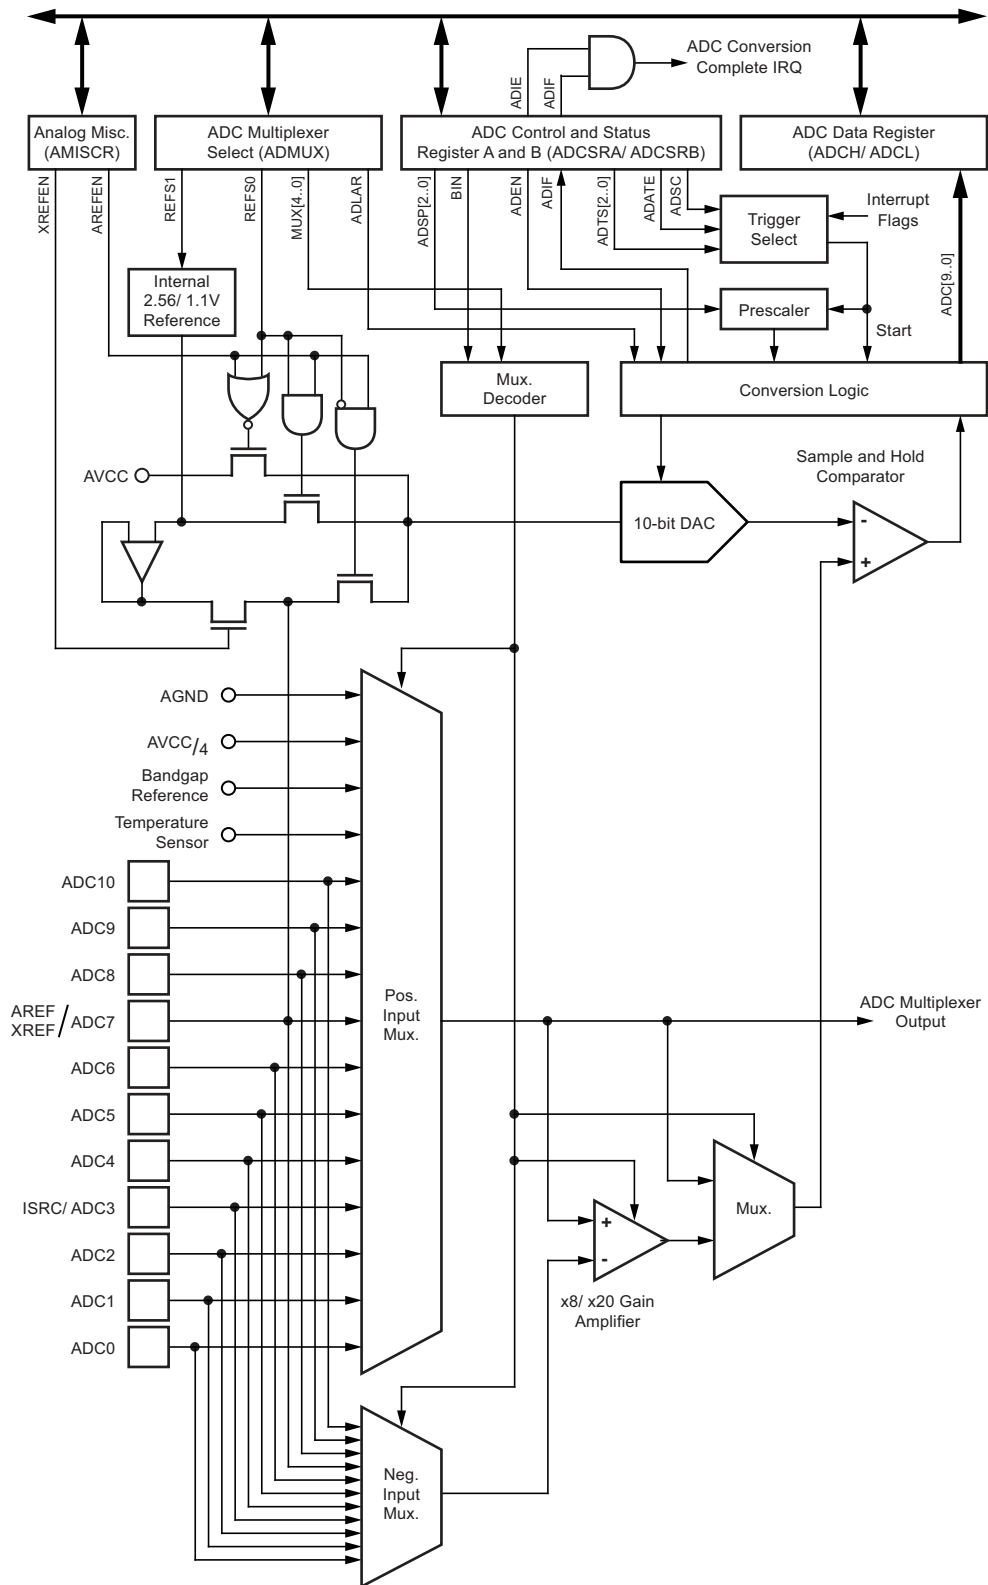 ADC Conversion
Complete IRQ
ADIE
ADIF
Analog Misc.
(AMISCR)
ADC Multiplexer
Select (ADMUX)
ADC Control and Status
Register A and B (ADCSRA/ ADCSRB)
ADC Data Register
(ADCH/ ADCL)
XREFEN
AREFEN
REFS1
REFS0
MUX[4..0]
ADLAR
ADSP[2..0]
BIN
ADEN
ADIF
ADTS[2..0]
ADATE
ADSC
Trigger
Select
Interrupt
Flags
ADC[9..0]
Internal
2.56/ 1.1V
Reference
Prescaler
Start
Mux.
Decoder
Conversion Logic
AVCC
Sample and Hold
Comparator
10-bit DAC
-
+
AGND
AVCC/4
Bandgap
Reference
Temperature
Sensor
ADC10
ADC9
ADC8
AREF
XREF / ADC7
ADC6
ADC5
ADC4
ISRC/ ADC3
ADC2
ADC1
ADC0
Pos.
Input
Mux.
ADC Multiplexer
Output
Mux.
+
-
x8/ x20 Gain
Amplifier
Neg.
Input
Mux.